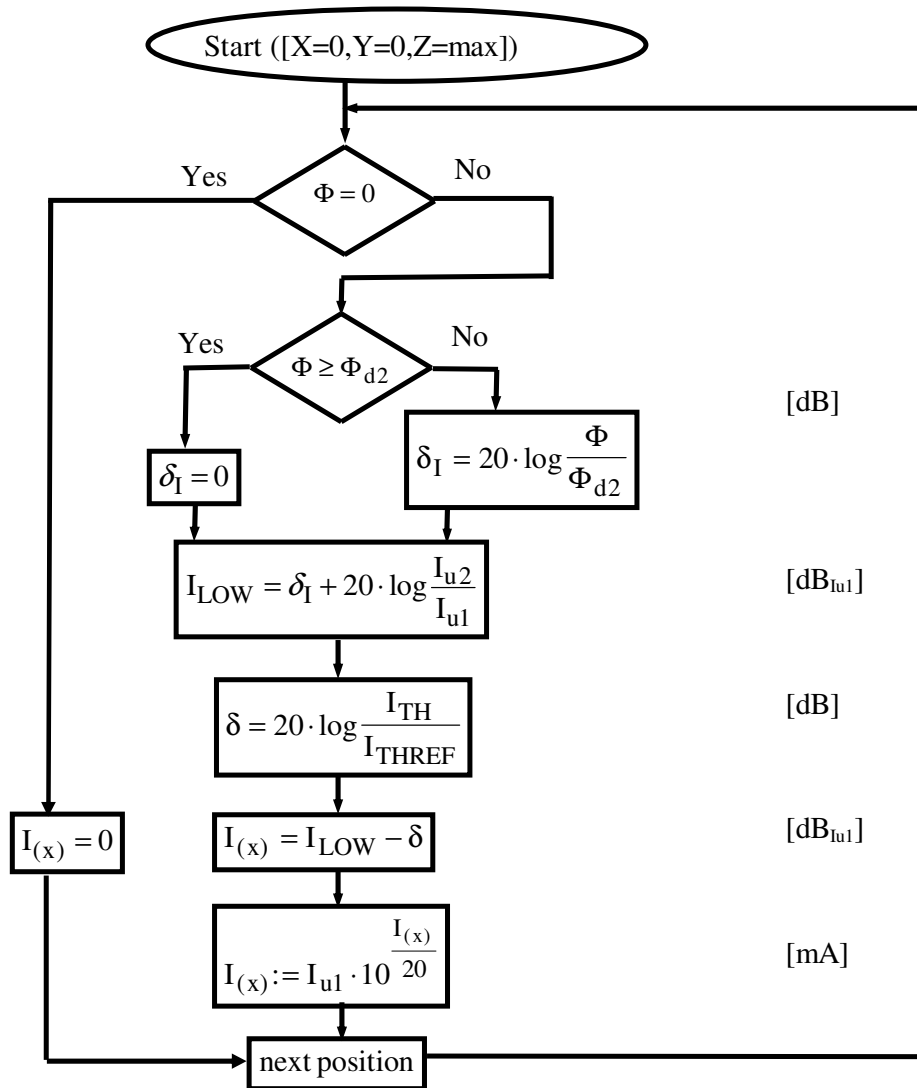 Start ([X=0,Y=0,Z=max])
Yes
No
Φ = 0
Yes
No
Φ ≥ Φd2
[dB]
δI = 0
δI = 20 · log Φ/Φd2
ILOW = δI + 20 · log Iu2/Iu1
[dBIu1]
δ = 20 · log ITH/ITHREF
[dB]
I(x) = 0
I(x) = ILOW − δ
[dBIu1]
I(x) := Iu1 · 10^(I(x)/20)
[mA]
next position